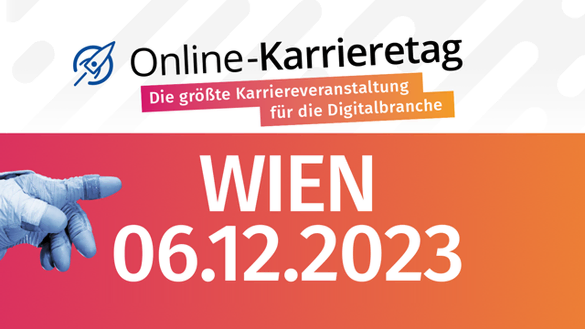 Online-Karrieretag
Die größte Karriereveranstaltung
für die Digitalbranche
WIEN
06.12.2023